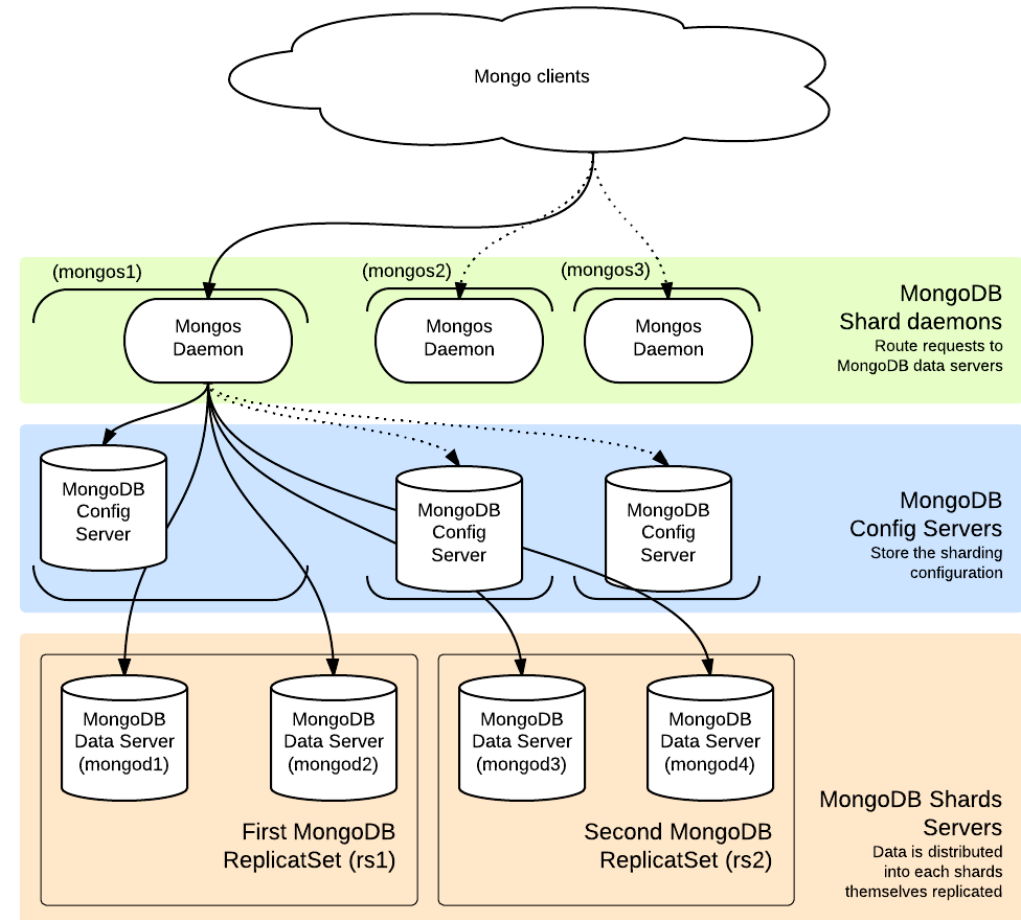 Mongo clients
(mongos1)
(mongos2)
(mongos3)
Mongos
Daemon
Mongos
Daemon
Mongos
Daemon
MongoDB
Shard daemons
Route requests to
MongoDB data servers
MongoDB
Config
Server
MongoDB
Config
Server
MongoDB
Config
Server
MongoDB
Config Servers
Store the sharding
configuration
MongoDB
Data Server
(mongod1)
MongoDB
Data Server
(mongod2)
First MongoDB
ReplicatSet (rs1)
MongoDB
Data Server
(mongod3)
MongoDB
Data Server
(mongod4)
Second MongoDB
ReplicatSet (rs2)
MongoDB Shards
Servers
Data is distributed
into each shards
themselves replicated